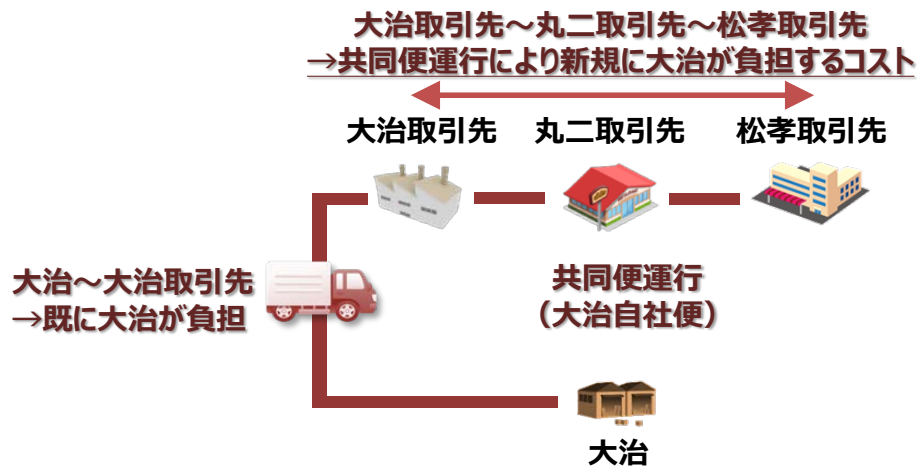 大治取引先～丸二取引先～松孝取引先
→共同便運行により新規に大治が負担するコスト
大治取引先
丸二取引先
松孝取引先
大治～大治取引先
→既に大治が負担
共同便運行
（大治自社便）
大治